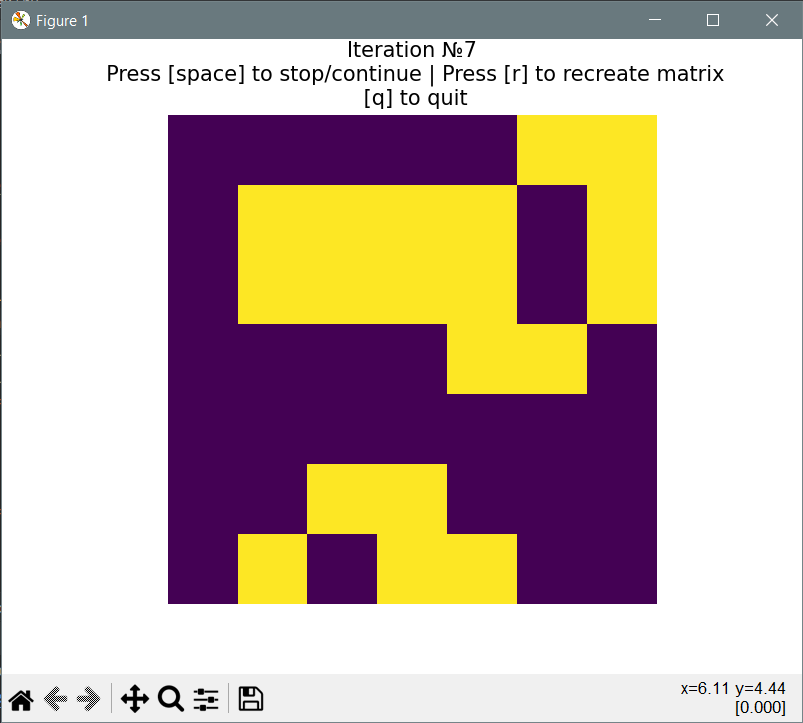 Figure 1
Iteration №7
Press [space] to stop/continue | Press [r] to recreate matrix
[q] to quit
x=6.11 y=4.44
[0.000]